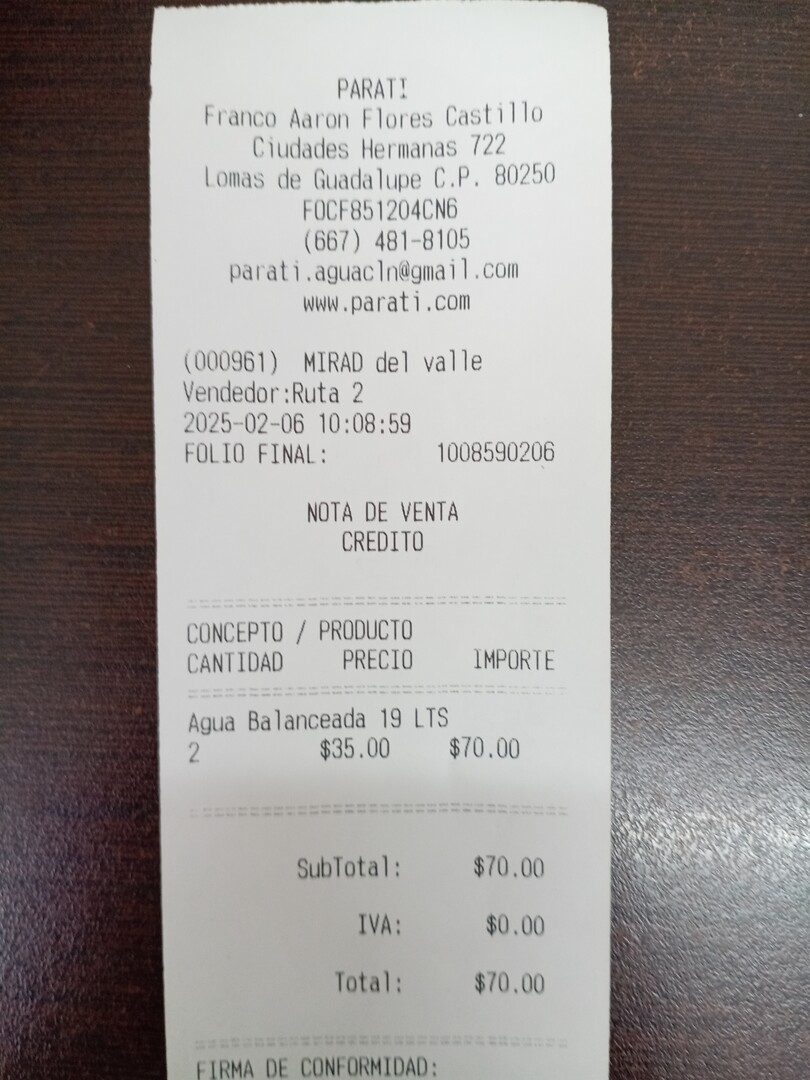 PARATI
Franco Aaron Flores Castillo
Ciudades Hermanas 722
Lomas de Guadalupe C.P. 80250
FOCF851204CN6
(667) 481-8105
parati.aguacln@gmail.com
www.parati.com
(000961) MIRAD del valle
Vendedor:Ruta 2
2025-02-06 10:08:59
FOLIO FINAL: 1008590206
NOTA DE VENTA
CREDITO
CONCEPTO / PRODUCTO
CANTIDAD PRECIO IMPORTE
Agua Balanceada 19 LTS
2 $35.00 $70.00
SubTotal: $70.00
IVA: $0.00
Total: $70.00
FIRMA DE CONFORMIDAD: